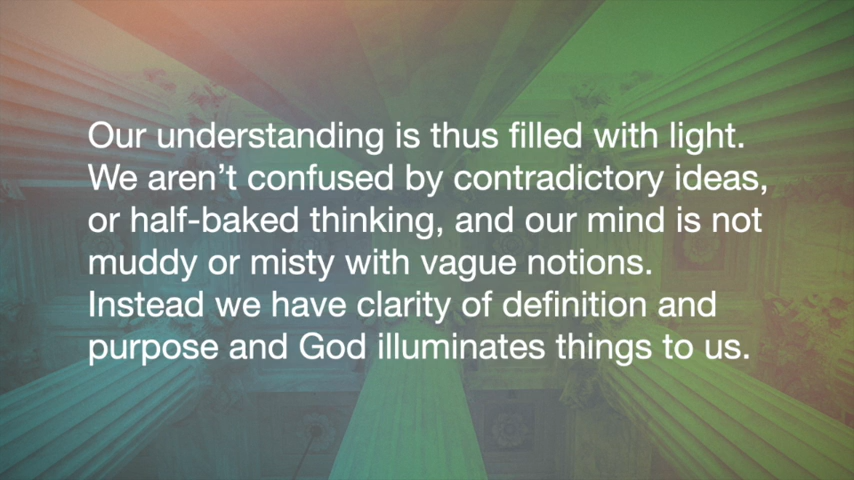 Our understanding is thus filled with light.
We aren’t confused by contradictory ideas,
or half-baked thinking, and our mind is not
muddy or misty with vague notions.
Instead we have clarity of definition and
purpose and God illuminates things to us.